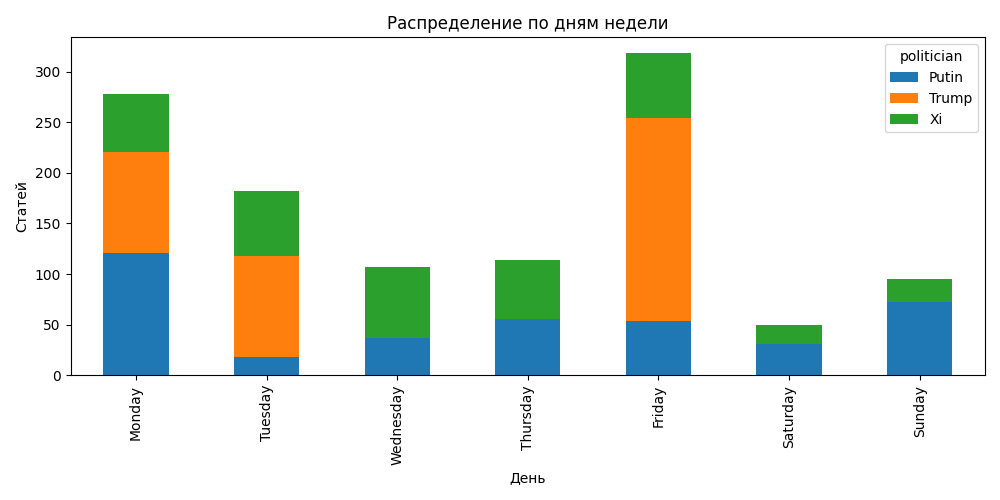 Распределение по дням недели
politician
Putin
Trump
Xi
Статей
300
250
200
150
100
50
0
Monday
Tuesday
Wednesday
Thursday
Friday
Saturday
Sunday
День